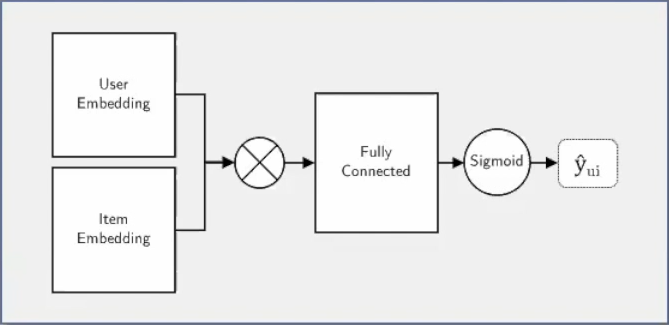 User
Embedding
Item
Embedding
Fully
Connected
Sigmoid
ŷui